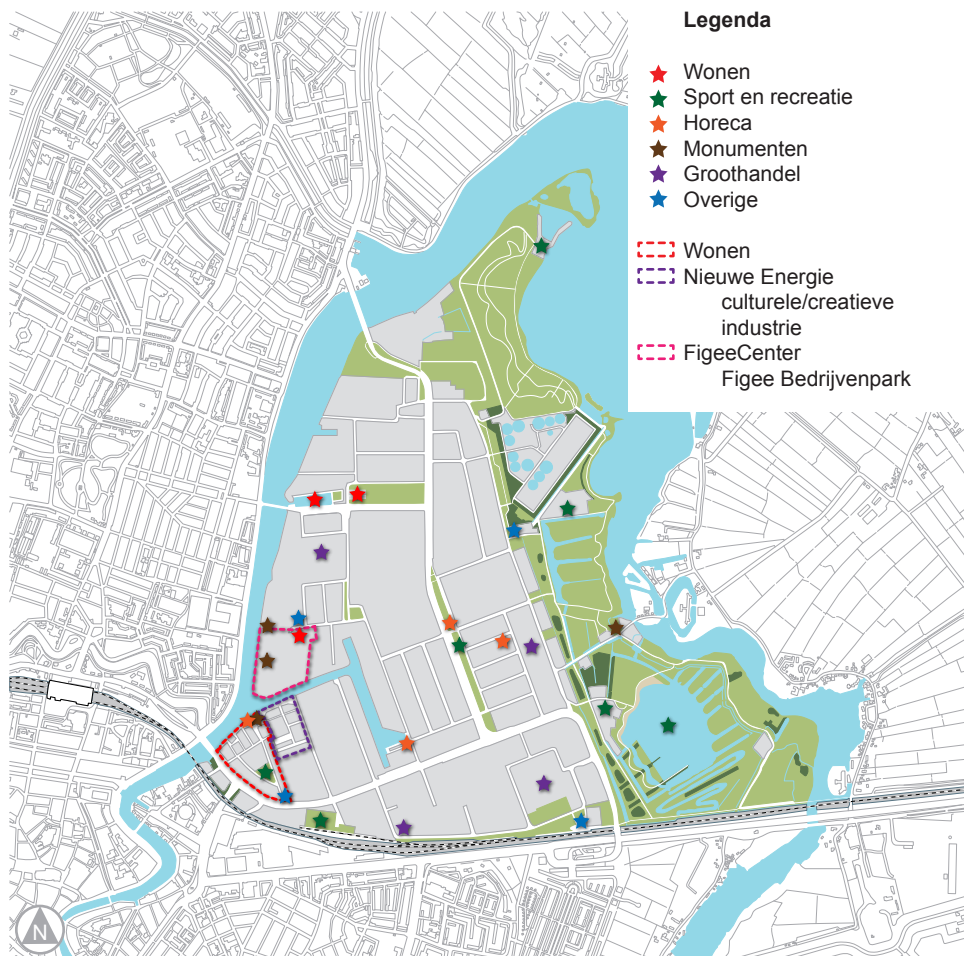 Legenda
Wonen
Sport en recreatie
Horeca
Monumenten
Groothandel
Overige
Wonen
Nieuwe Energie
culturele/creatieve
industrie
FigeeCenter
Figee Bedrijvenpark
N